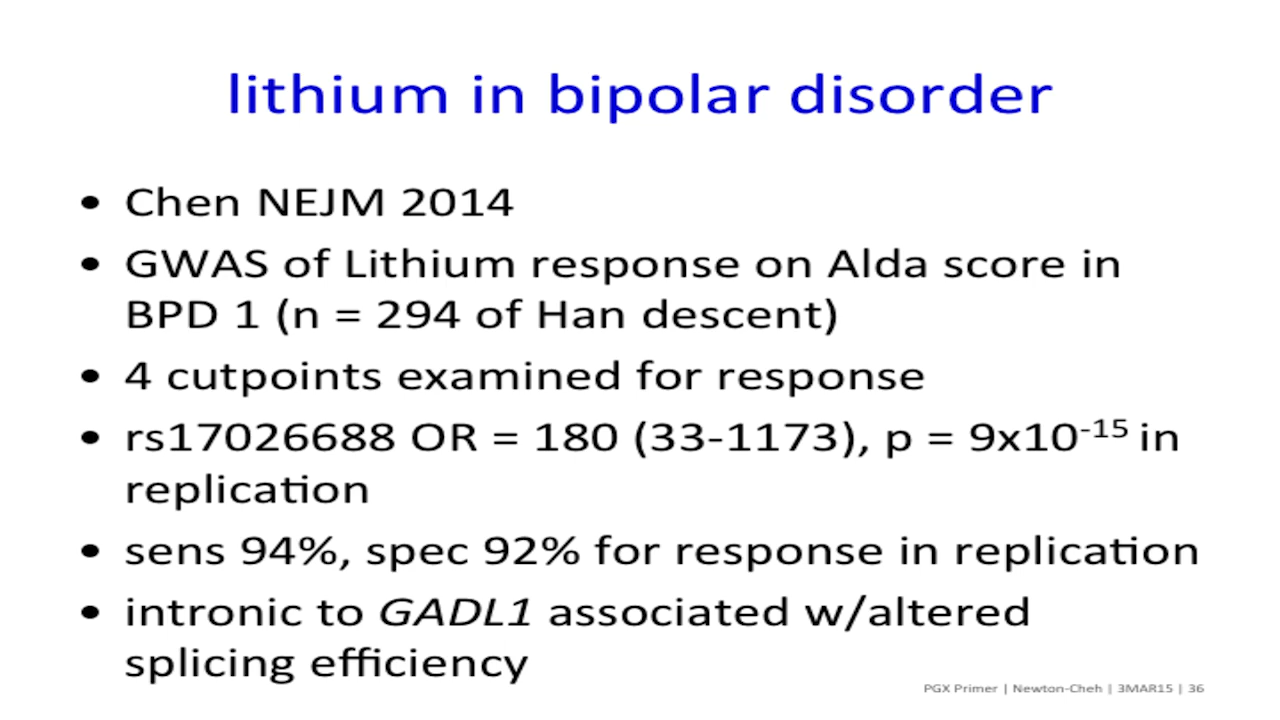 lithium in bipolar disorder
• Chen NEJM 2014
• GWAS of Lithium response on Alda score in
BPD 1 (n = 294 of Han descent)
• 4 cutpoints examined for response
• rs17026688 OR = 180 (33-1173), p = 9x10⁻¹⁵ in
replication
• sens 94%, spec 92% for response in replication
• intronic to GADL1 associated w/altered
splicing efficiency
PGX Primer | Newton-Cheh | 3MAR15 | 36